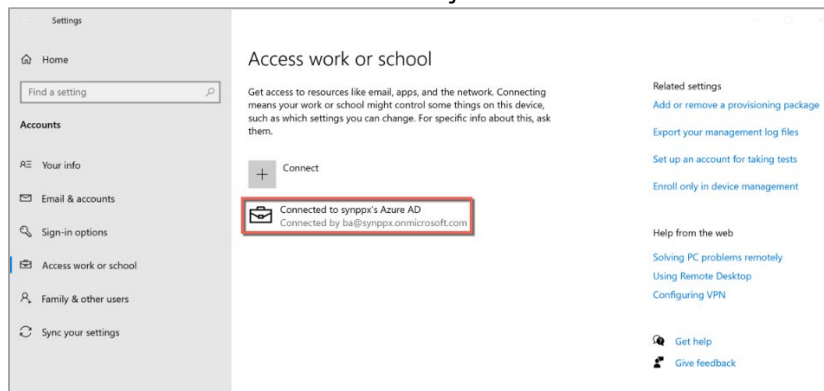 Settings
Home
Find a setting
Accounts
Your info
Email & accounts
Sign-in options
Access work or school
Family & other users
Sync your settings
Access work or school
Get access to resources like email, apps, and the network. Connecting
means your work or school might control some things on this device,
such as which settings you can change. For specific info about this, ask
them.
Connect
Connected to synppx's Azure AD
Connected by ba@synppx.onmicrosoft.com
Related settings
Add or remove a provisioning package
Export your management log files
Set up an account for taking tests
Enroll only in device management
Help from the web
Solving PC problems remotely
Using Remote Desktop
Configuring VPN
Get help
Give feedback